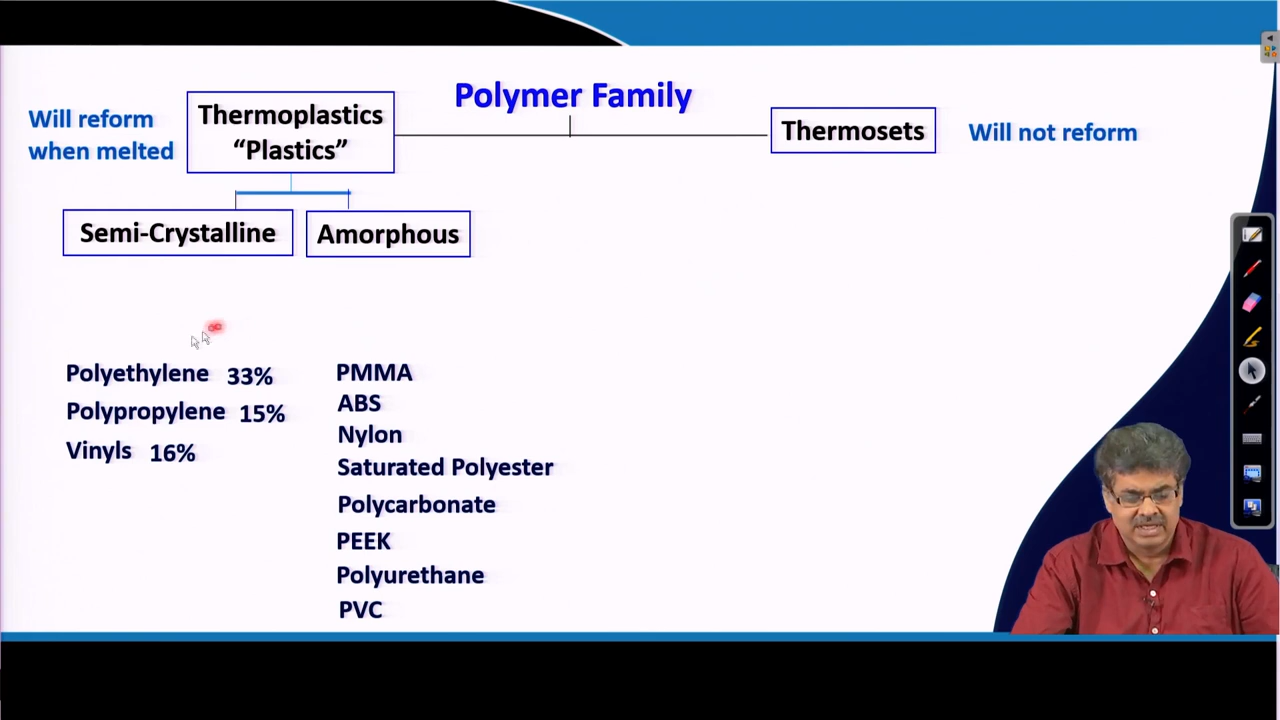 Polymer Family
Will reform
when melted
Thermoplastics
“Plastics”
Thermosets
Will not reform
Semi-Crystalline
Amorphous
Polyethylene 33%
Polypropylene 15%
Vinyls 16%
PMMA
ABS
Nylon
Saturated Polyester
Polycarbonate
PEEK
Polyurethane
PVC